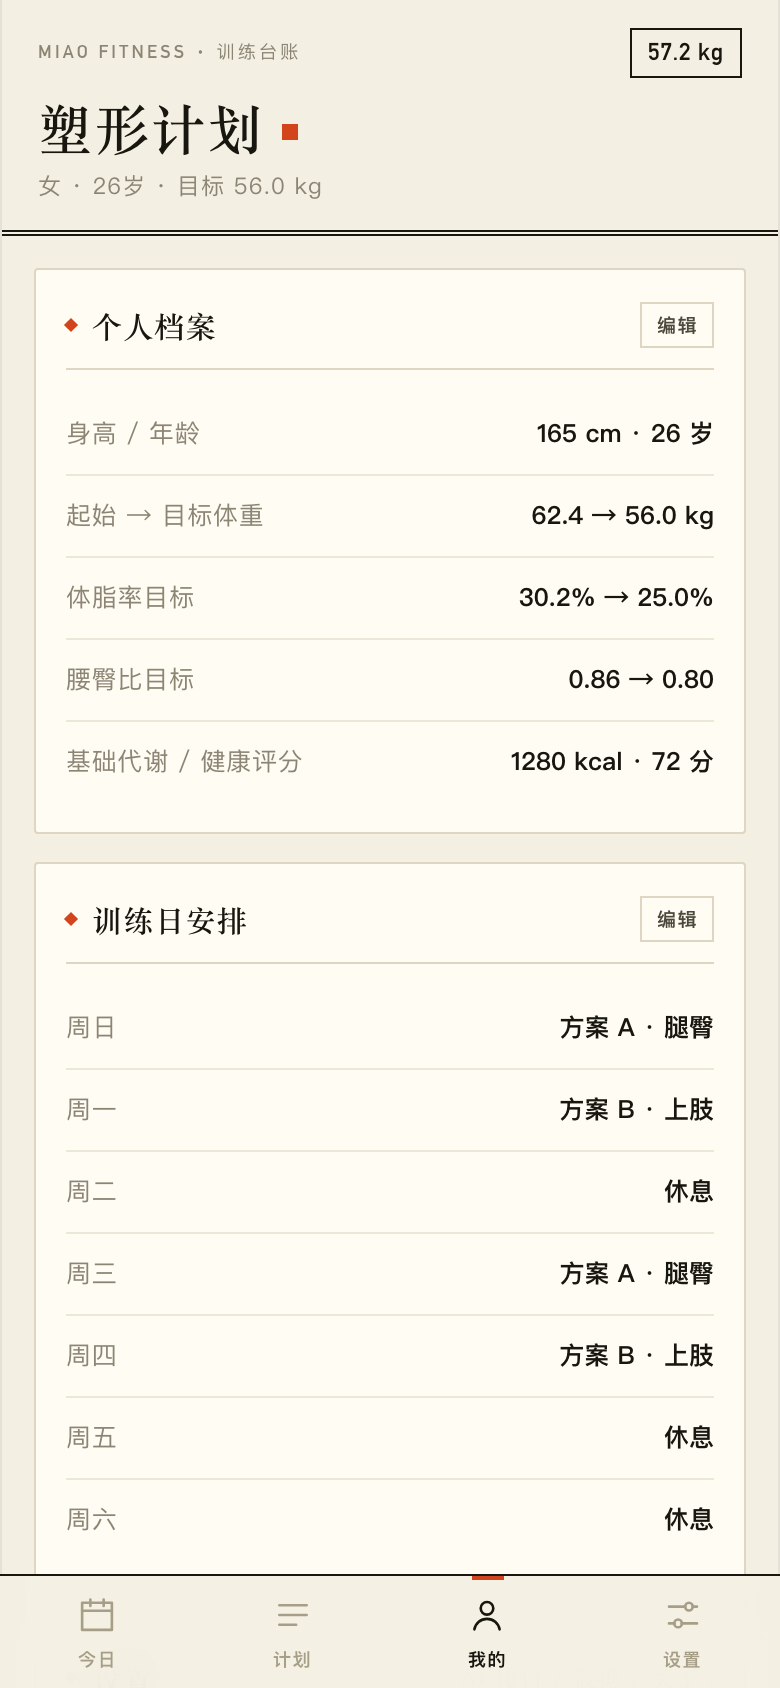 MIAO FITNESS · 训练台账
57.2 kg
塑形计划
女 · 26岁 · 目标 56.0 kg
个人档案
编辑
身高 / 年龄
165 cm · 26 岁
起始 → 目标体重
62.4 → 56.0 kg
体脂率目标
30.2% → 25.0%
腰臀比目标
0.86 → 0.80
基础代谢 / 健康评分
1280 kcal · 72 分
训练日安排
编辑
周日
方案 A · 腿臀
周一
方案 B · 上肢
周二
休息
周三
方案 A · 腿臀
周四
方案 B · 上肢
周五
休息
周六
休息
今日
计划
我的
设置